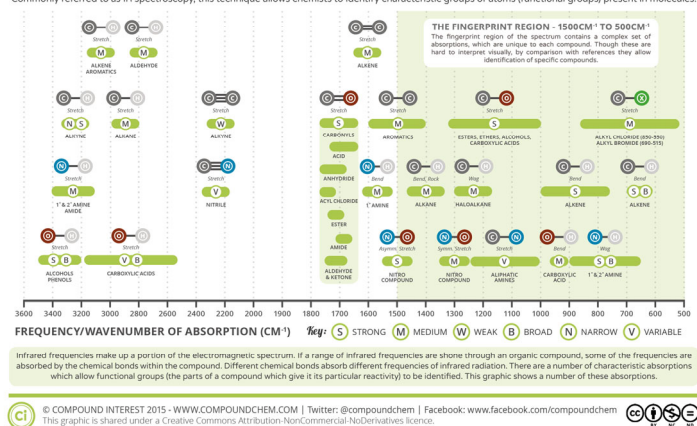 Commonly referred to as IR spectroscopy, this technique allows chemists to identify characteristic groups of atoms (functional groups) present in molecules.
C H C H C C
Stretch Stretch Stretch
M M M
ALKENE
AROMATICS
ALDEHYDE
ALKENE
THE FINGERPRINT REGION - 1500CM⁻¹ TO 500CM⁻¹
The fingerprint region of the spectrum contains a complex set of
absorptions, which are unique to each compound. Though these are
hard to interpret visually, by comparison with references they allow
identification of specific compounds.
C H C H C C C O C C C O C X
Stretch Stretch Stretch Stretch Stretch Stretch Stretch
N S M W S M S M
ALKYNE ALKANE ALKYNE CARBONYLS AROMATICS
ESTERS, ETHERS, ALCOHOLS,
CARBOXYLIC ACIDS
ALKYL CHLORIDE (850-550)
ALKYL BROMIDE (690-515)
ACID
N H C N N H C H C H C H C H
Stretch Stretch Bend Bend, Rock Wag Bend Bend
M V M M M S S B
1° & 2° AMINE
AMIDE
NITRILE
ANHYDRIDE
ACYL CHLORIDE
1° AMINE ALKANE HALOALKANE ALKENE ALKENE
ESTER
O H O H N O N O C N O H N H
Stretch Stretch Asymm. Stretch Symm. Stretch Stretch Bend Wag
S B V B S M V M S B
ALCOHOLS
PHENOLS
CARBOXYLIC ACIDS
AMIDE
ALDEHYDE
& KETONE
NITRO
COMPOUND
NITRO
COMPOUND
ALIPHATIC
AMINES
CARBOXYLIC
ACID
1° & 2° AMINE
3600 3500 3400 3300 3200 3100 3000 2900 2800 2700 2600 2500 2400 2300 2200 2100 2000 1900 1800 1700 1600 1500 1400 1300 1200 1100 1000 900 800 700 600 500
FREQUENCY/WAVENUMBER OF ABSORPTION (CM⁻¹)
Key: S STRONG M MEDIUM W WEAK B BROAD N NARROW V VARIABLE
Infrared frequencies make up a portion of the electromagnetic spectrum. If a range of infrared frequencies are shone through an organic compound, some of the frequencies are
absorbed by the chemical bonds within the compound. Different chemical bonds absorb different frequencies of infrared radiation. There are a number of characteristic absorptions
which allow functional groups (the parts of a compound which give it its particular reactivity) to be identified. This graphic shows a number of these absorptions.
Ci
© COMPOUND INTEREST 2015 - WWW.COMPOUNDCHEM.COM | Twitter: @compoundchem | Facebook: www.facebook.com/compoundchem
This graphic is shared under a Creative Commons Attribution-NonCommercial-NoDerivatives licence.
cc
BY NC ND